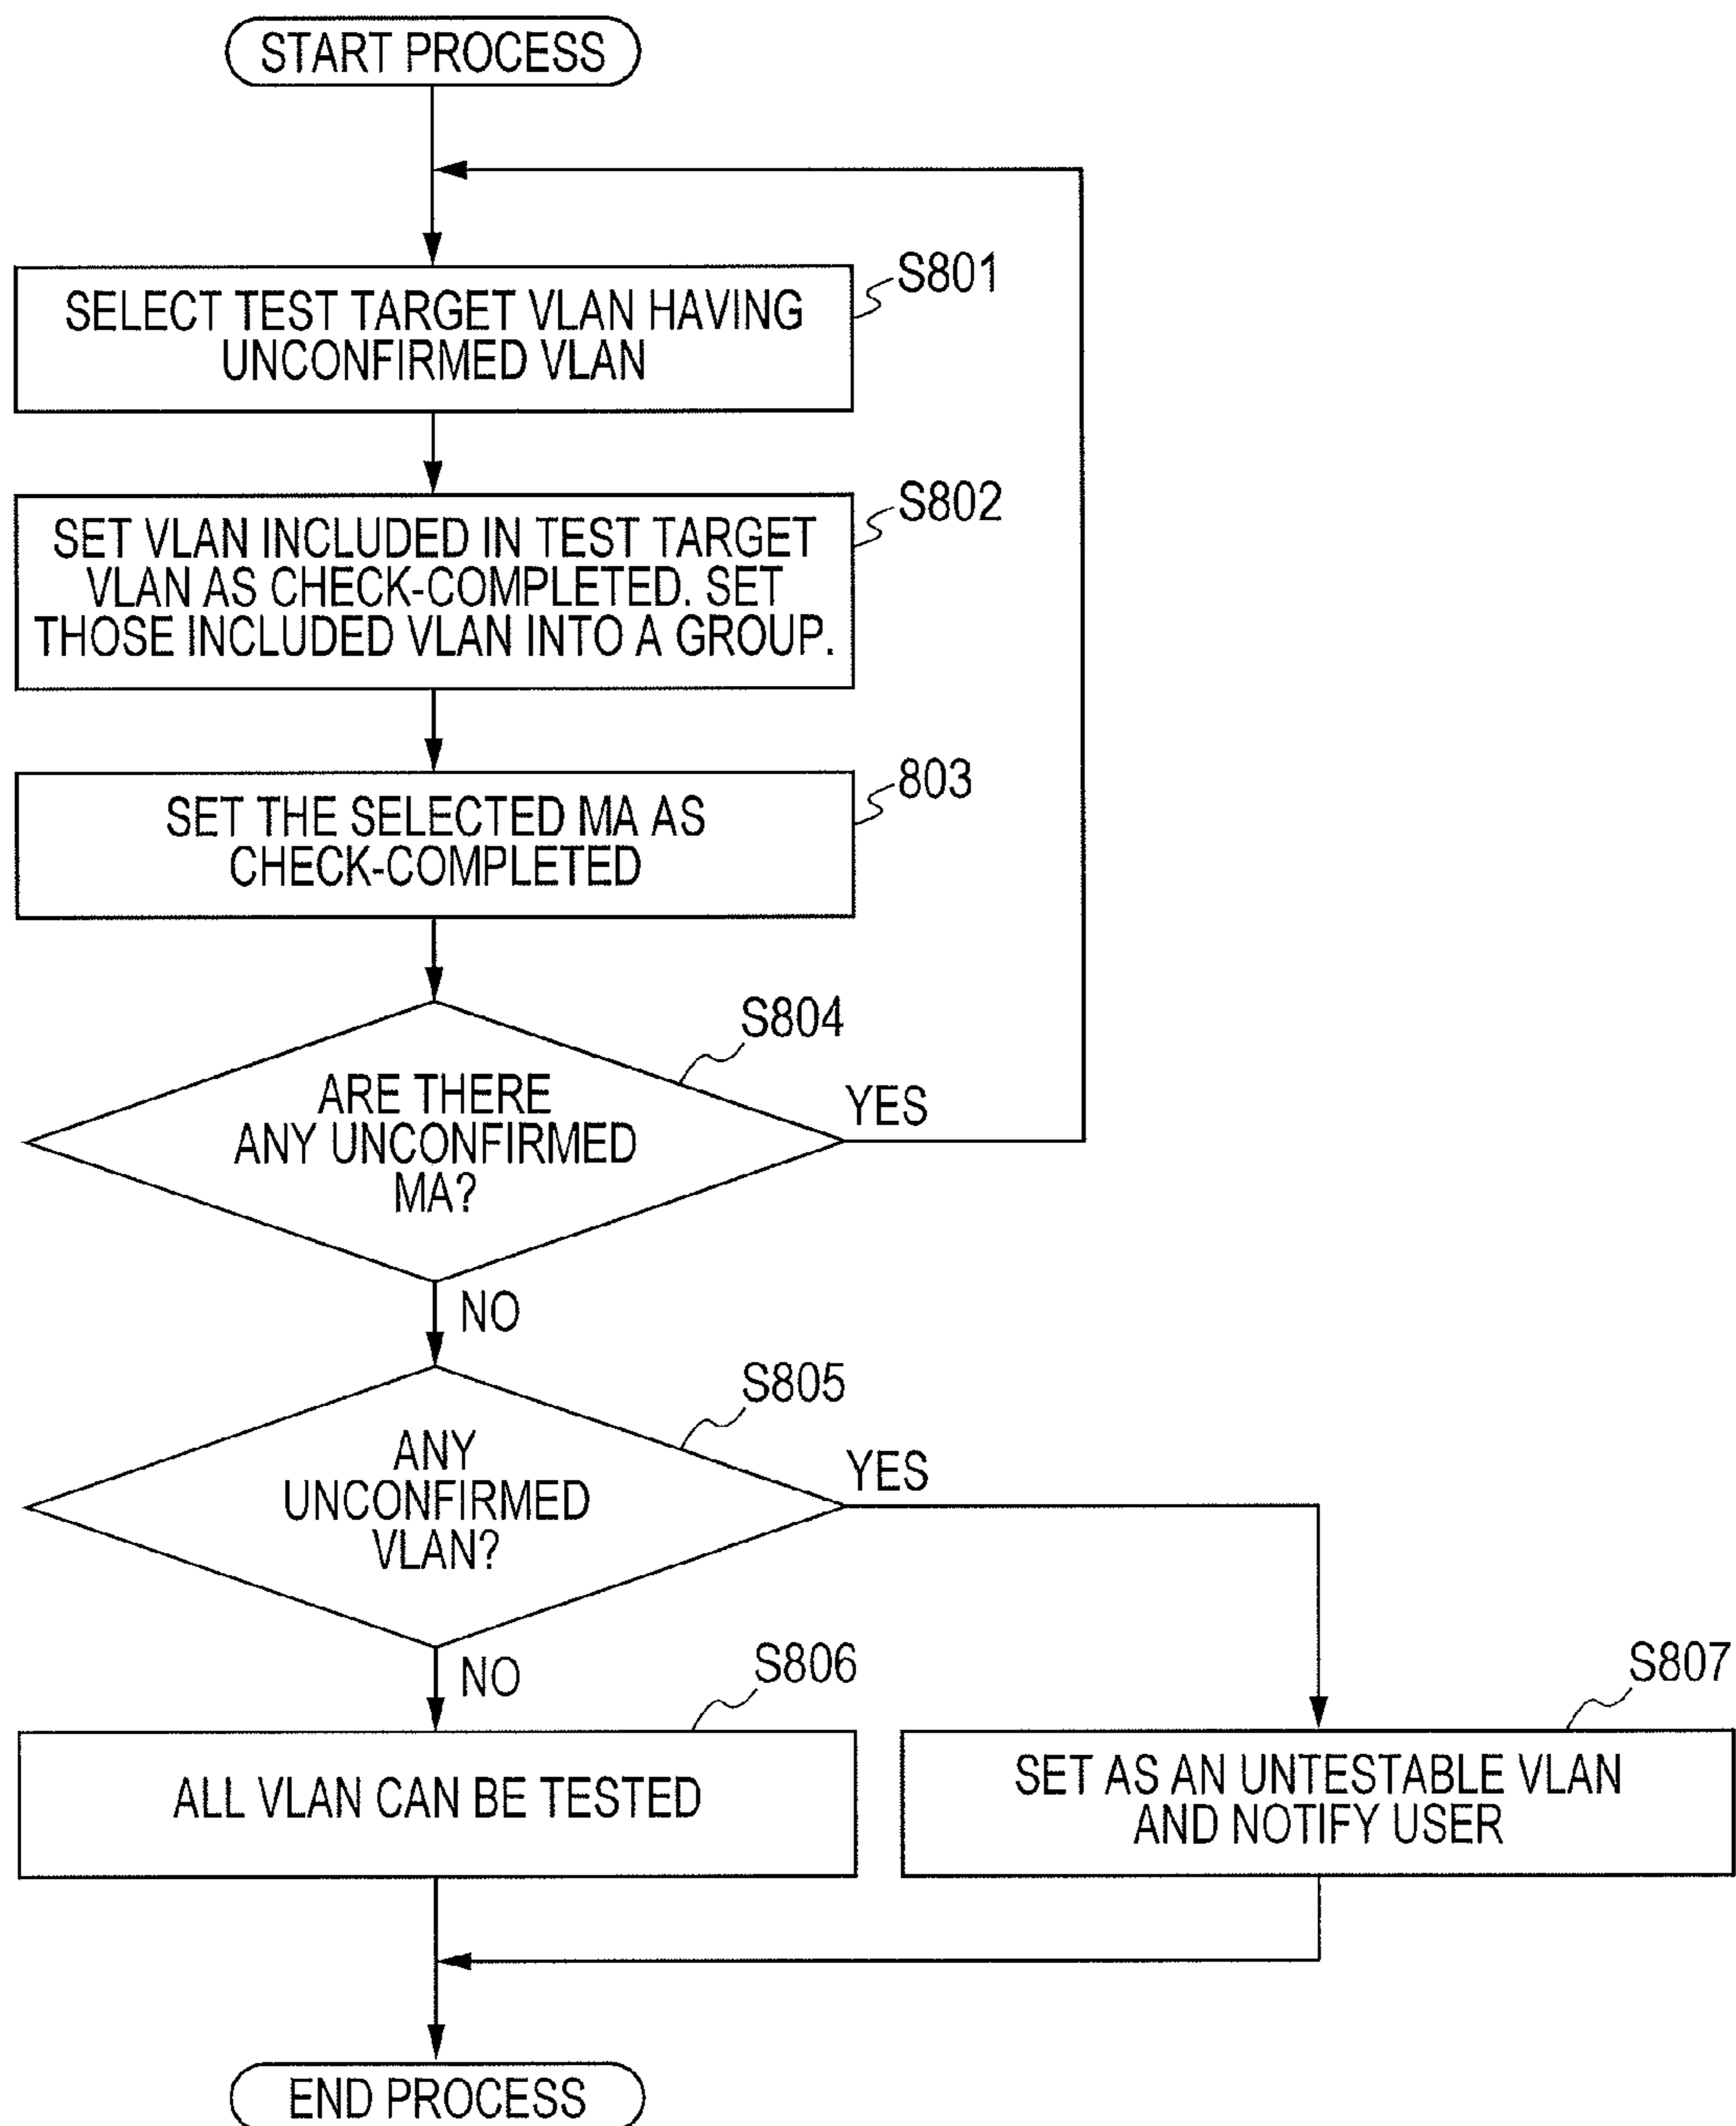 START PROCESS
S801
SELECT TEST TARGET VLAN HAVING
UNCONFIRMED VLAN
S802
SET VLAN INCLUDED IN TEST TARGET
VLAN AS CHECK-COMPLETED. SET
THOSE INCLUDED VLAN INTO A GROUP.
803
SET THE SELECTED MA AS
CHECK-COMPLETED
S804
ARE THERE
ANY UNCONFIRMED
MA?
YES
NO
S805
ANY
UNCONFIRMED
VLAN?
YES
NO
S806
ALL VLAN CAN BE TESTED
S807
SET AS AN UNTESTABLE VLAN
AND NOTIFY USER
END PROCESS